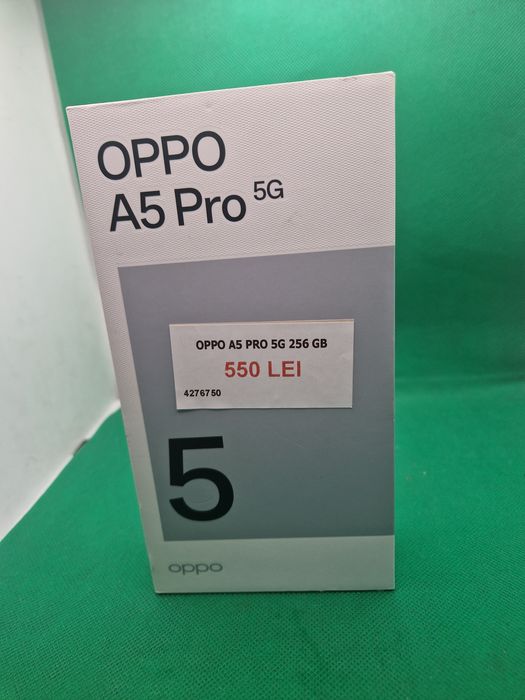 OPPO
A5 Pro 5G
OPPO A5 PRO 5G 256 GB
550 LEI
4276750
5
oppo